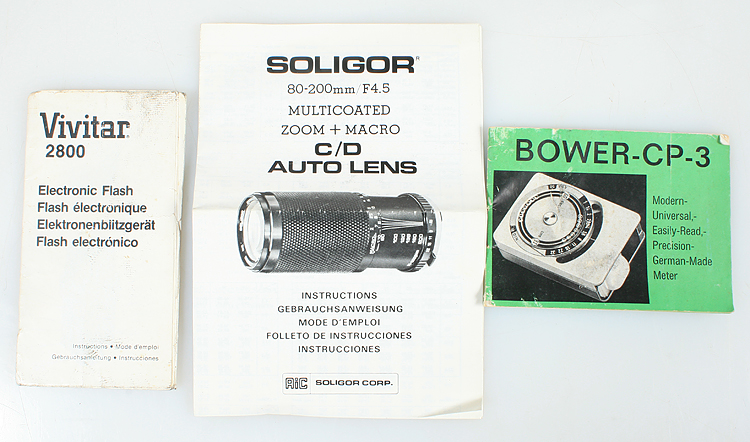 Vivitar®
2800
Electronic Flash
Flash électronique
Elektronenblitzgerät
Flash electrónico
Instructions • Mode d'emploi
Gebrauchsanleitung • Instrucciones
SOLIGOR®
80-200mm/F4.5
MULTICOATED
ZOOM + MACRO
C/D
AUTO LENS
INSTRUCTIONS
GEBRAUCHSANWEISUNG
MODE D'EMPLOI
FOLLETO DE INSTRUCCIONES
INSTRUCCIONES
AIC SOLIGOR CORP.
BOWER-CP-3
Modern-
Universal,-
Easily-Read,-
Precision-
German-Made
Meter